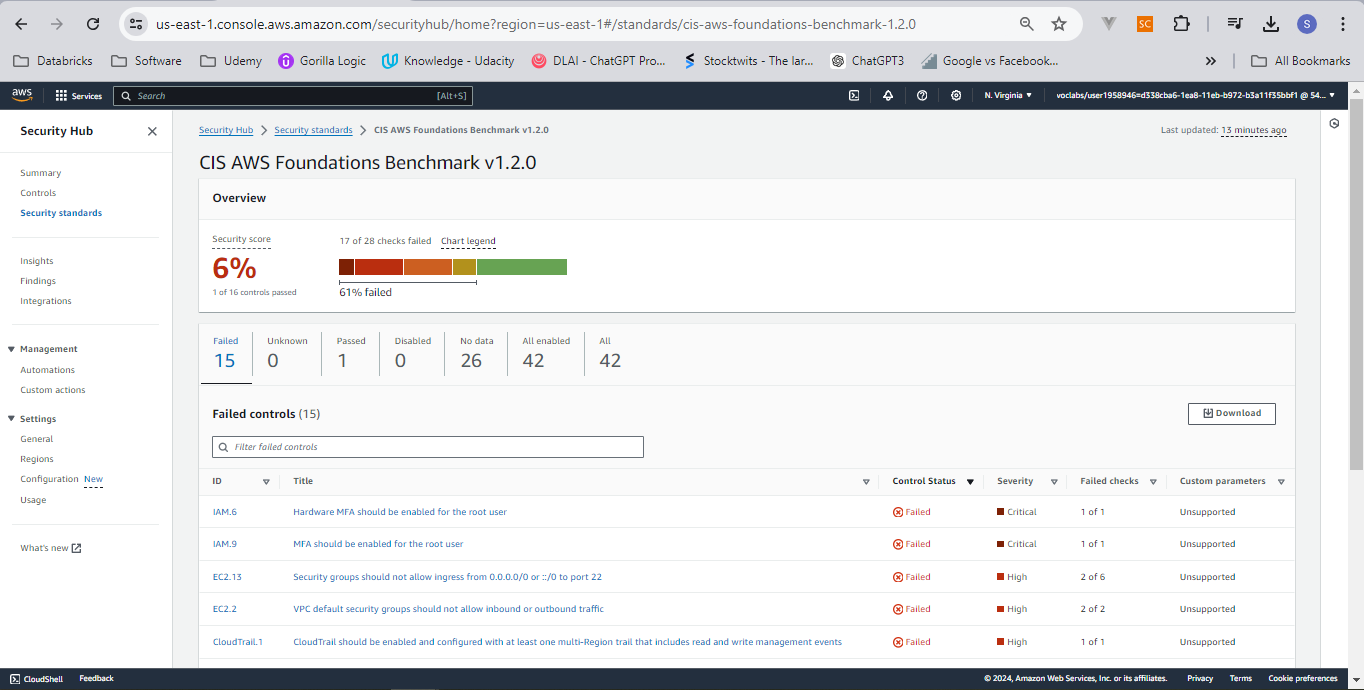 us-east-1.console.aws.amazon.com/securityhub/home?region=us-east-1#/standards/cis-aws-foundations-benchmark-1.2.0
SC
S
Databricks
Software
Udemy
Gorilla Logic
Knowledge - Udacity
DLAI - ChatGPT Pro...
Stocktwits - The lar...
ChatGPT3
Google vs Facebook...
»
All Bookmarks
aws
Services
Search
[Alt+S]
N. Virginia
voclabs/user1958946=d338cba6-1ea8-11eb-b972-b3a11f35bbf1 @ 54...
Security Hub
Summary
Controls
Security standards
Insights
Findings
Integrations
Management
Automations
Custom actions
Settings
General
Regions
Configuration New
Usage
What's new
Security Hub > Security standards > CIS AWS Foundations Benchmark v1.2.0
Last updated: 13 minutes ago
CIS AWS Foundations Benchmark v1.2.0
Overview
Security score
6%
1 of 16 controls passed
17 of 28 checks failed Chart legend
61% failed
Failed
15
Unknown
0
Passed
1
Disabled
0
No data
26
All enabled
42
All
42
Failed controls (15)
Download
Filter failed controls
ID Title Control Status Severity Failed checks Custom parameters
IAM.6 Hardware MFA should be enabled for the root user Failed Critical 1 of 1 Unsupported
IAM.9 MFA should be enabled for the root user Failed Critical 1 of 1 Unsupported
EC2.13 Security groups should not allow ingress from 0.0.0.0/0 or ::/0 to port 22 Failed High 2 of 6 Unsupported
EC2.2 VPC default security groups should not allow inbound or outbound traffic Failed High 2 of 2 Unsupported
CloudTrail.1 CloudTrail should be enabled and configured with at least one multi-Region trail that includes read and write management events Failed High 1 of 1 Unsupported
CloudShell
Feedback
© 2024, Amazon Web Services, Inc. or its affiliates.
Privacy
Terms
Cookie preferences